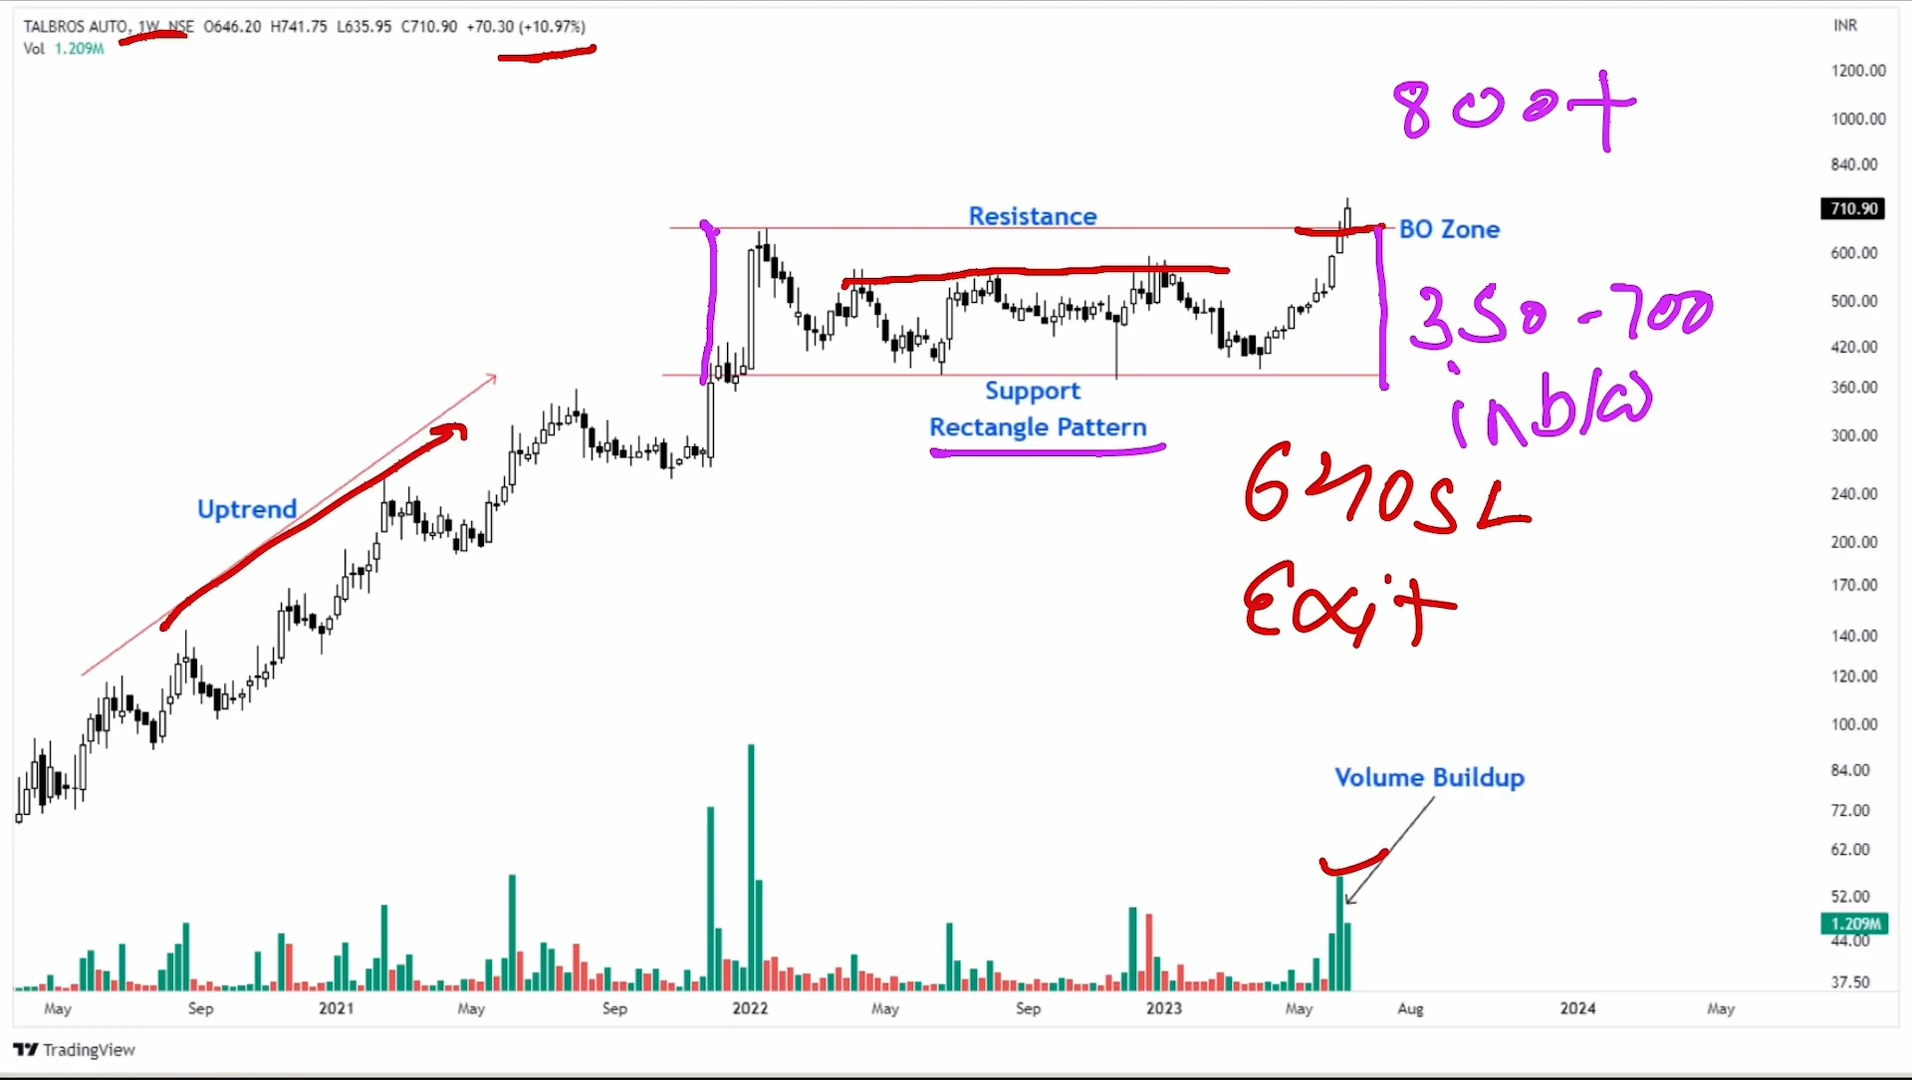 TALBROS AUTO, 1W NSE O646.20 H741.75 L635.95 C710.90 +70.30 (+10.97%)
Vol 1.209M
INR
1200.00
1000.00
840.00
710.90
600.00
500.00
420.00
360.00
300.00
240.00
200.00
170.00
140.00
120.00
100.00
84.00
72.00
62.00
52.00
1.209M
44.00
37.50
800+
Resistance
BO Zone
350-700
in b/w
Support
Rectangle Pattern
640 SL
Exit
Uptrend
Volume Buildup
May Sep 2021 May Sep 2022 May Sep 2023 May Aug 2024 May
TradingView